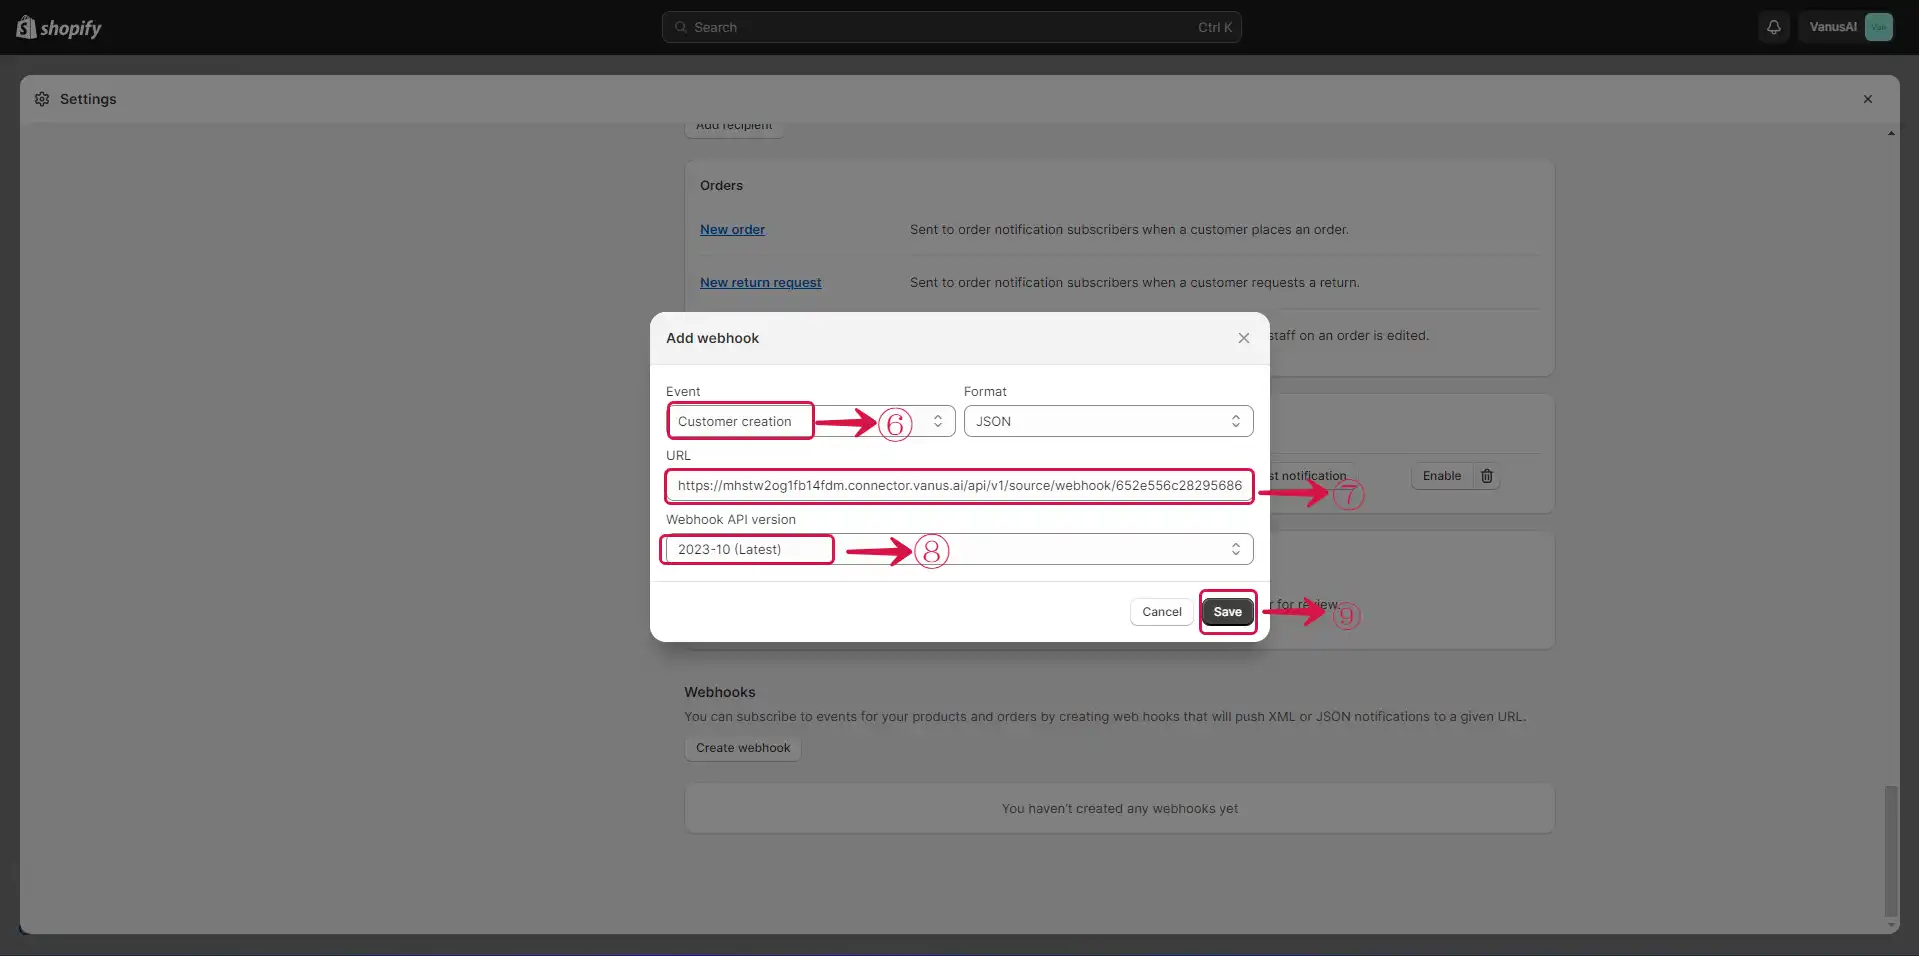 shopify
Search
Ctrl K
VanusAI
Van
Settings
Add recipient
Orders
New order
Sent to order notification subscribers when a customer places an order.
New return request
Sent to order notification subscribers when a customer requests a return.
staff on an order is edited.
Add webhook
Event
Format
Customer creation
⑥
JSON
URL
https://mhstw2og1fb14fdm.connector.vanus.ai/api/v1/source/webhook/652e556c28295686
st notification
⑦
Enable
Webhook API version
2023-10 (Latest)
⑧
Cancel
Save
r for review.
⑨
Webhooks
You can subscribe to events for your products and orders by creating web hooks that will push XML or JSON notifications to a given URL.
Create webhook
You haven't created any webhooks yet